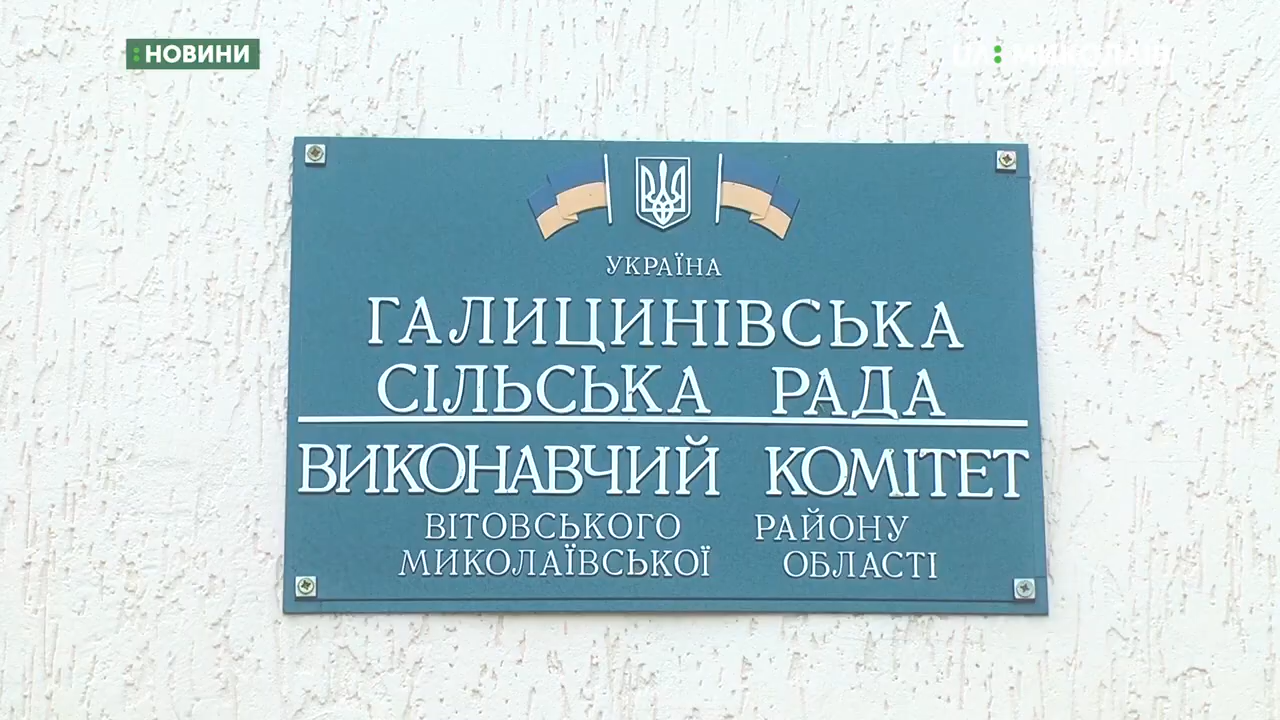 :НОВИНИ
УКРАЇНА
ГАЛИЦИНІВСЬКА
СІЛЬСЬКА РАДА
ВИКОНАВЧИЙ КОМІТЕТ
ВІТОВСЬКОГО РАЙОНУ
МИКОЛАЇВСЬКОЇ ОБЛАСТІ